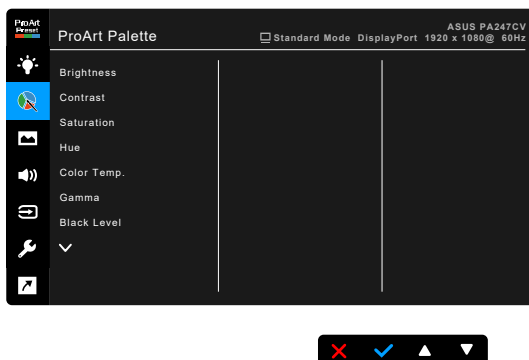 ProArt
Preset
ProArt Palette
ASUS PA247CV
Standard Mode DisplayPort 1920 x 1080@ 60Hz
Brightness
Contrast
Saturation
Hue
Color Temp.
Gamma
Black Level